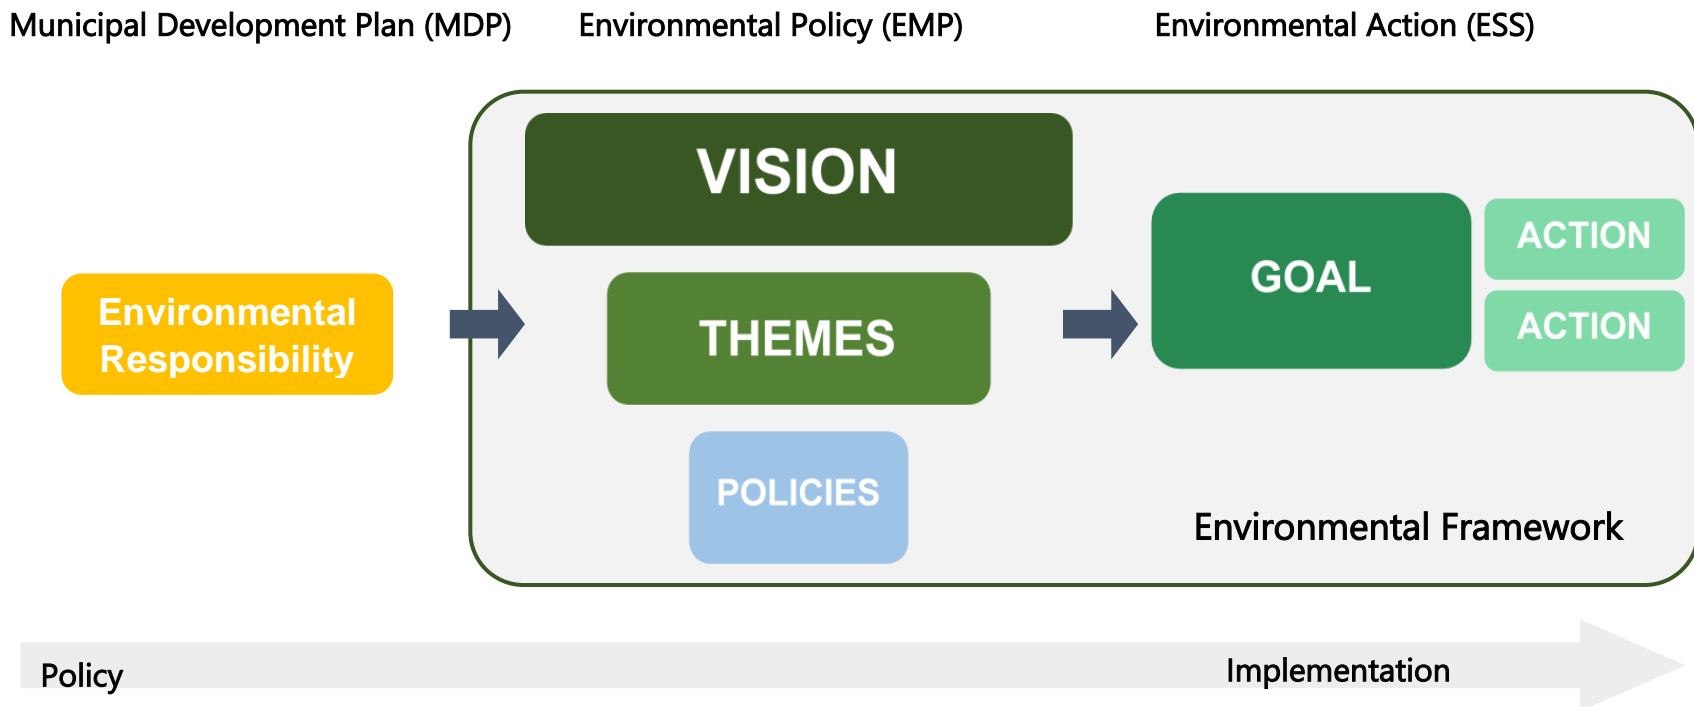 Municipal Development Plan (MDP)
Environmental Policy (EMP)
Environmental Action (ESS)
VISION
THEMES
POLICIES
Environmental
Responsibility
GOAL
ACTION
ACTION
Environmental Framework
Policy
Implementation